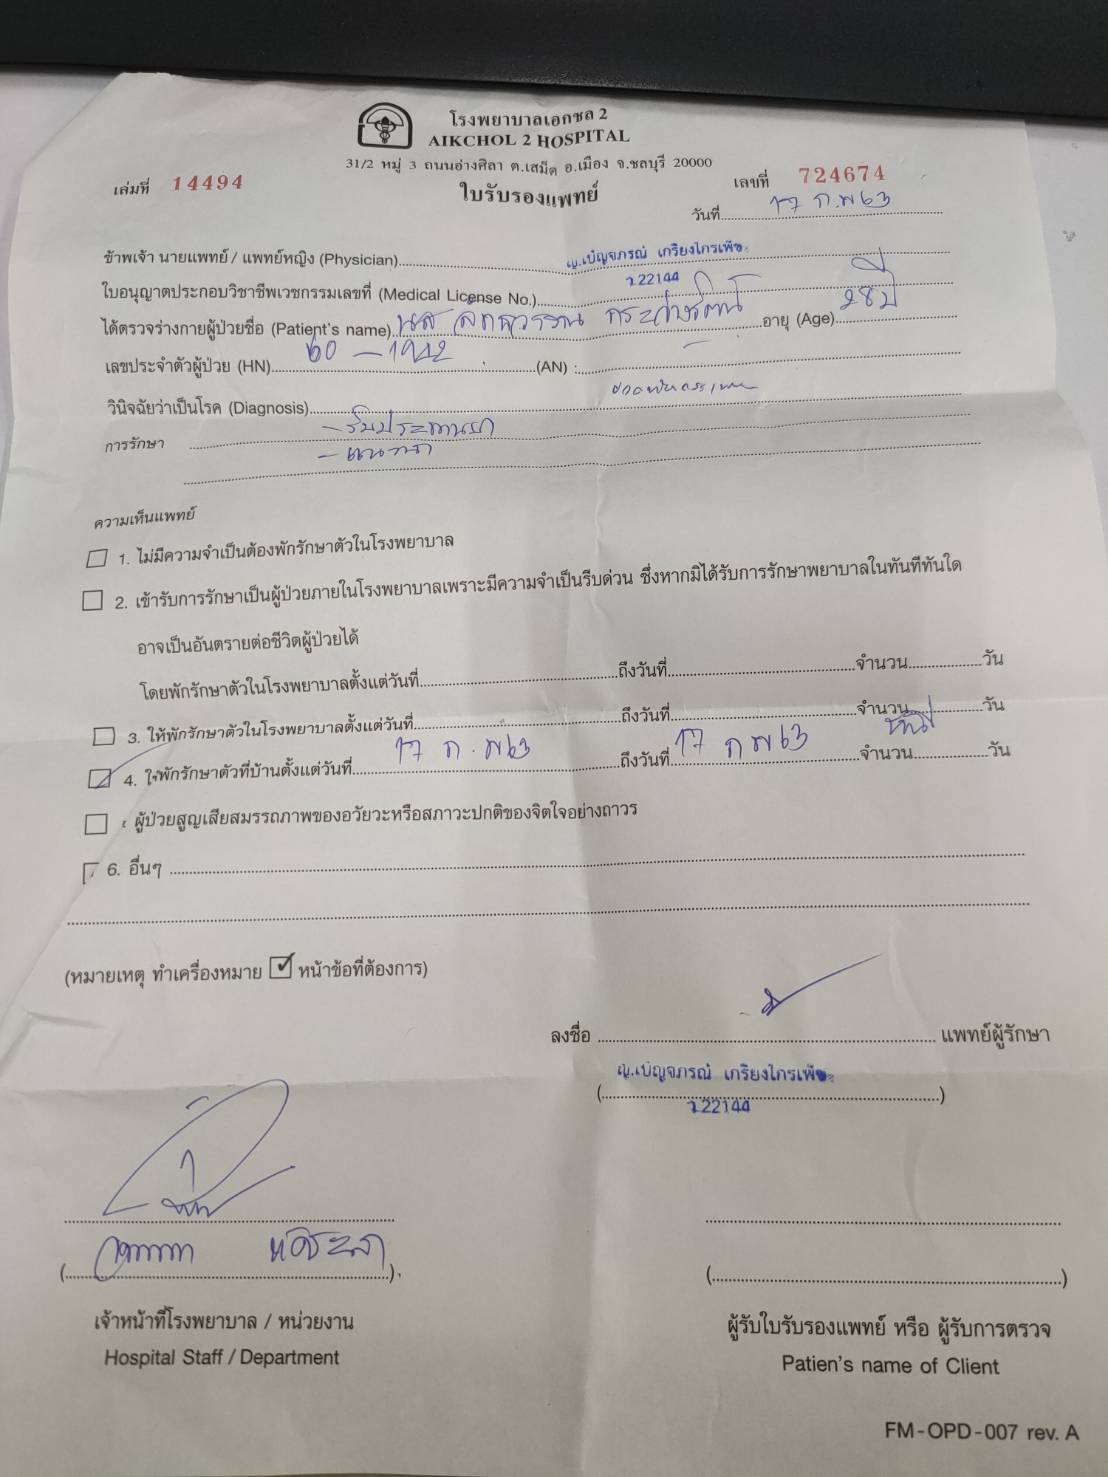 โรงพยาบาลเอกชล 2
AIKCHOL 2 HOSPITAL
31/2 หมู่ 3 ถนนอ่างศิลา ต.เสม็ด อ.เมือง จ.ชลบุรี 20000
เล่มที่ 14494 เลขที่ 724674
ใบรับรองแพทย์
วันที่ 17 ก.พ 63
ข้าพเจ้า นายแพทย์ / แพทย์หญิง (Physician) ญ.เบ็ญจภรณ์ เกรียงไกรเพ็ชร
ใบอนุญาตประกอบวิชาชีพเวชกรรมเลขที่ (Medical License No.) ว.22144
ได้ตรวจร่างกายผู้ป่วยชื่อ (Patient's name) นส อายุ (Age) 28 ปี
เลขประจำตัวผู้ป่วย (HN) 60 - 1942 (AN) : -
วินิจฉัยว่าเป็นโรค (Diagnosis)
การรักษา - รับประทานยา
ความเห็นแพทย์
1. ไม่มีความจำเป็นต้องพักรักษาตัวในโรงพยาบาล
2. เข้ารับการรักษาเป็นผู้ป่วยภายในโรงพยาบาลเพราะมีความจำเป็นรีบด่วน ซึ่งหากมิได้รับการรักษาพยาบาลในทันทีทันใด
อาจเป็นอันตรายต่อชีวิตผู้ป่วยได้
โดยพักรักษาตัวในโรงพยาบาลตั้งแต่วันที่ ถึงวันที่ จำนวน วัน
3. ให้พักรักษาตัวในโรงพยาบาลตั้งแต่วันที่ ถึงวันที่ จำนวน วัน
4. ให้พักรักษาตัวที่บ้านตั้งแต่วันที่ 17 ก.พ 63 ถึงวันที่ 17 ก พ 63 จำนวน วัน
ผู้ป่วยสูญเสียสมรรถภาพของอวัยวะหรือสภาวะปกติของจิตใจอย่างถาวร
6. อื่นๆ
(หมายเหตุ ทำเครื่องหมาย ☑ หน้าข้อที่ต้องการ)
ลงชื่อ แพทย์ผู้รักษา
(ญ.เบ็ญจภรณ์ เกรียงไกรเพ็ชร)
ว.22144
เจ้าหน้าที่โรงพยาบาล / หน่วยงาน
Hospital Staff / Department
ผู้รับใบรับรองแพทย์ หรือ ผู้รับการตรวจ
Patien's name of Client
FM-OPD-007 rev. A